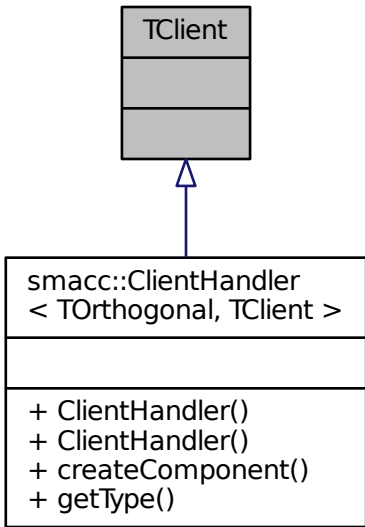 TClient
smacc::ClientHandler
< TOrthogonal, TClient >
+ ClientHandler()
+ ClientHandler()
+ createComponent()
+ getType()